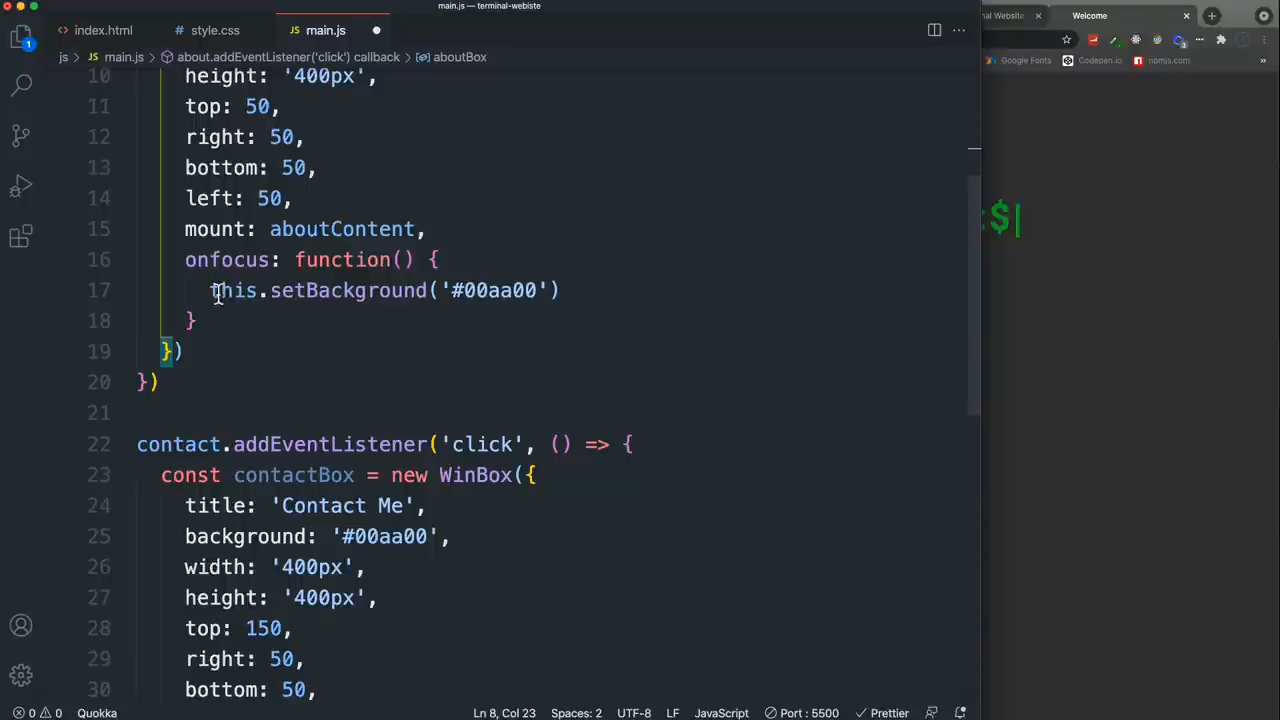 main.js — terminal-webiste
index.html
style.css
JS main.js
nal Website
Welcome
js > JS main.js > about.addEventListener('click') callback > aboutBox
Google Fonts
Codepen.io
nomis.com
10 height: '400px',
11 top: 50,
12 right: 50,
13 bottom: 50,
14 left: 50,
15 mount: aboutContent,
16 onfocus: function() {
17 this.setBackground('#00aa00')
18 }
19 })
20 })
21
22 contact.addEventListener('click', () => {
23 const contactBox = new WinBox({
24 title: 'Contact Me',
25 background: '#00aa00',
26 width: '400px',
27 height: '400px',
28 top: 150,
29 right: 50,
30 bottom: 50,
:$|
0 0 Quokka Ln 8, Col 23 Spaces: 2 UTF-8 LF JavaScript Port : 5500 Prettier